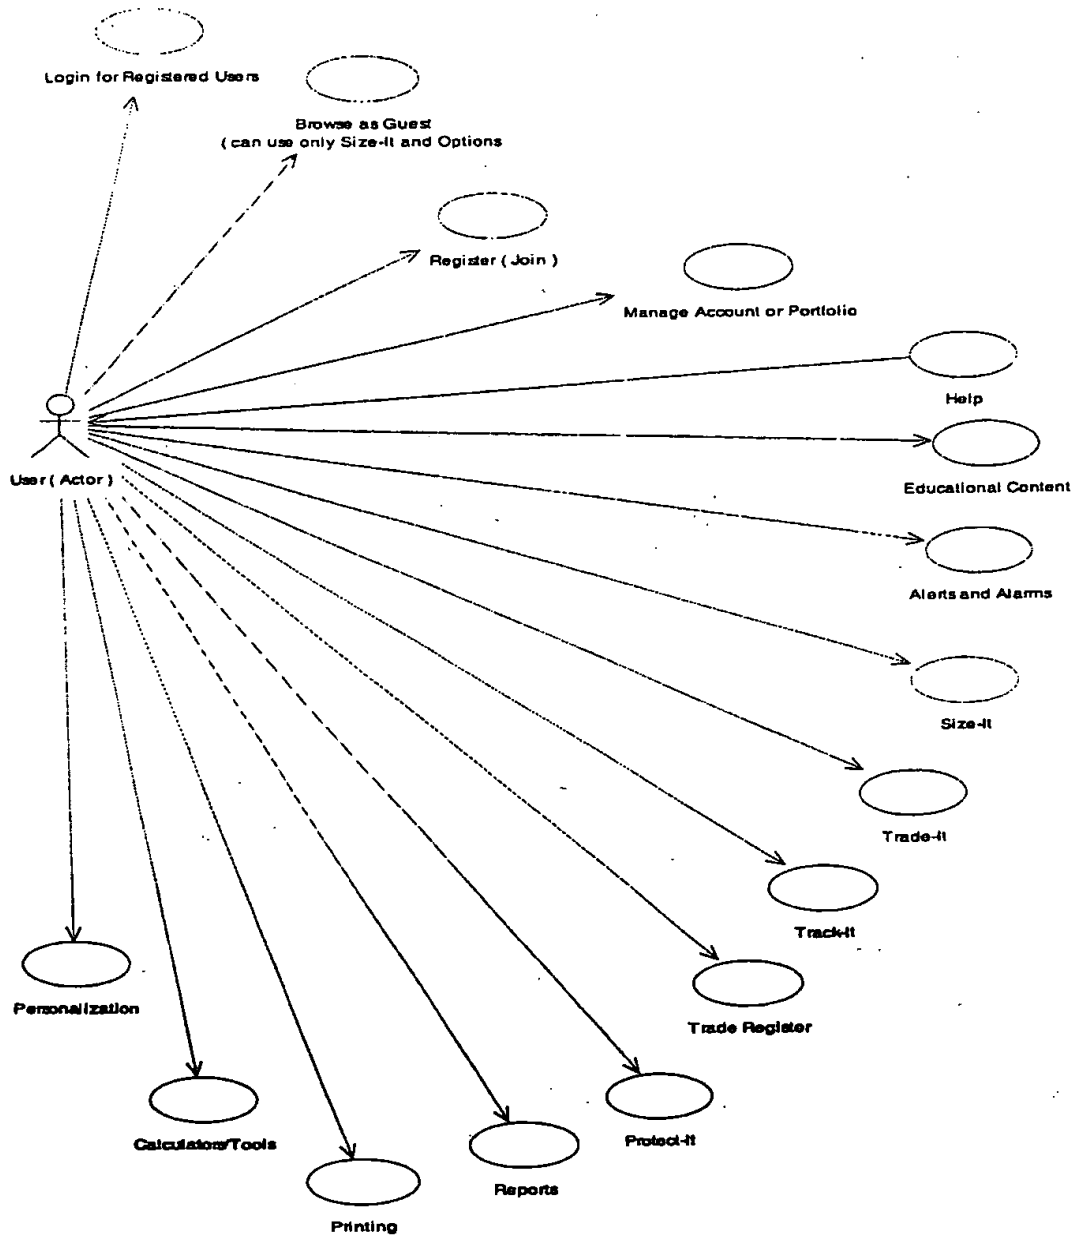 Login for Registered Users
Browse as Guest
( can use only Size-It and Options
Register ( Join )
Manage Account or Portfolio
Help
Educational Content
User ( Actor )
Alerts and Alarms
Size-It
Trade-It
Track-It
Personalization
Trade Register
Calculators/Tools
Protect-It
Reports
Printing